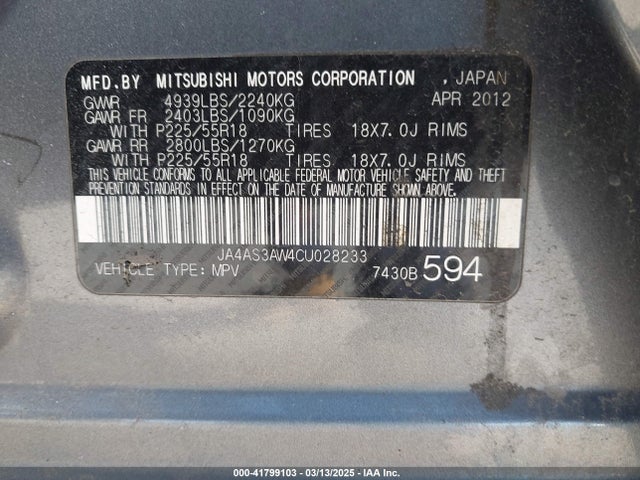 MFD.BY MITSUBISHI MOTORS CORPORATION , JAPAN
GVWR 4939LBS/2240KG APR 2012
GAWR FR 2403LBS/1090KG
WITH P225/55R18 TIRES 18X7.0J RIMS
GAWR RR 2800LBS/1270KG
WITH P225/55R18 TIRES 18X7.0J RIMS
THIS VEHICLE CONFORMS TO ALL APPLICABLE FEDERAL MOTOR VEHICLE SAFETY AND THEFT
PREVENTION STANDARDS IN EFFECT ON THE DATE OF MANUFACTURE SHOWN ABOVE.
JA4AS3AW4CU028233
VEHICLE TYPE: MPV 7430B 594
000-41799103 - 03/13/2025 - IAA Inc.